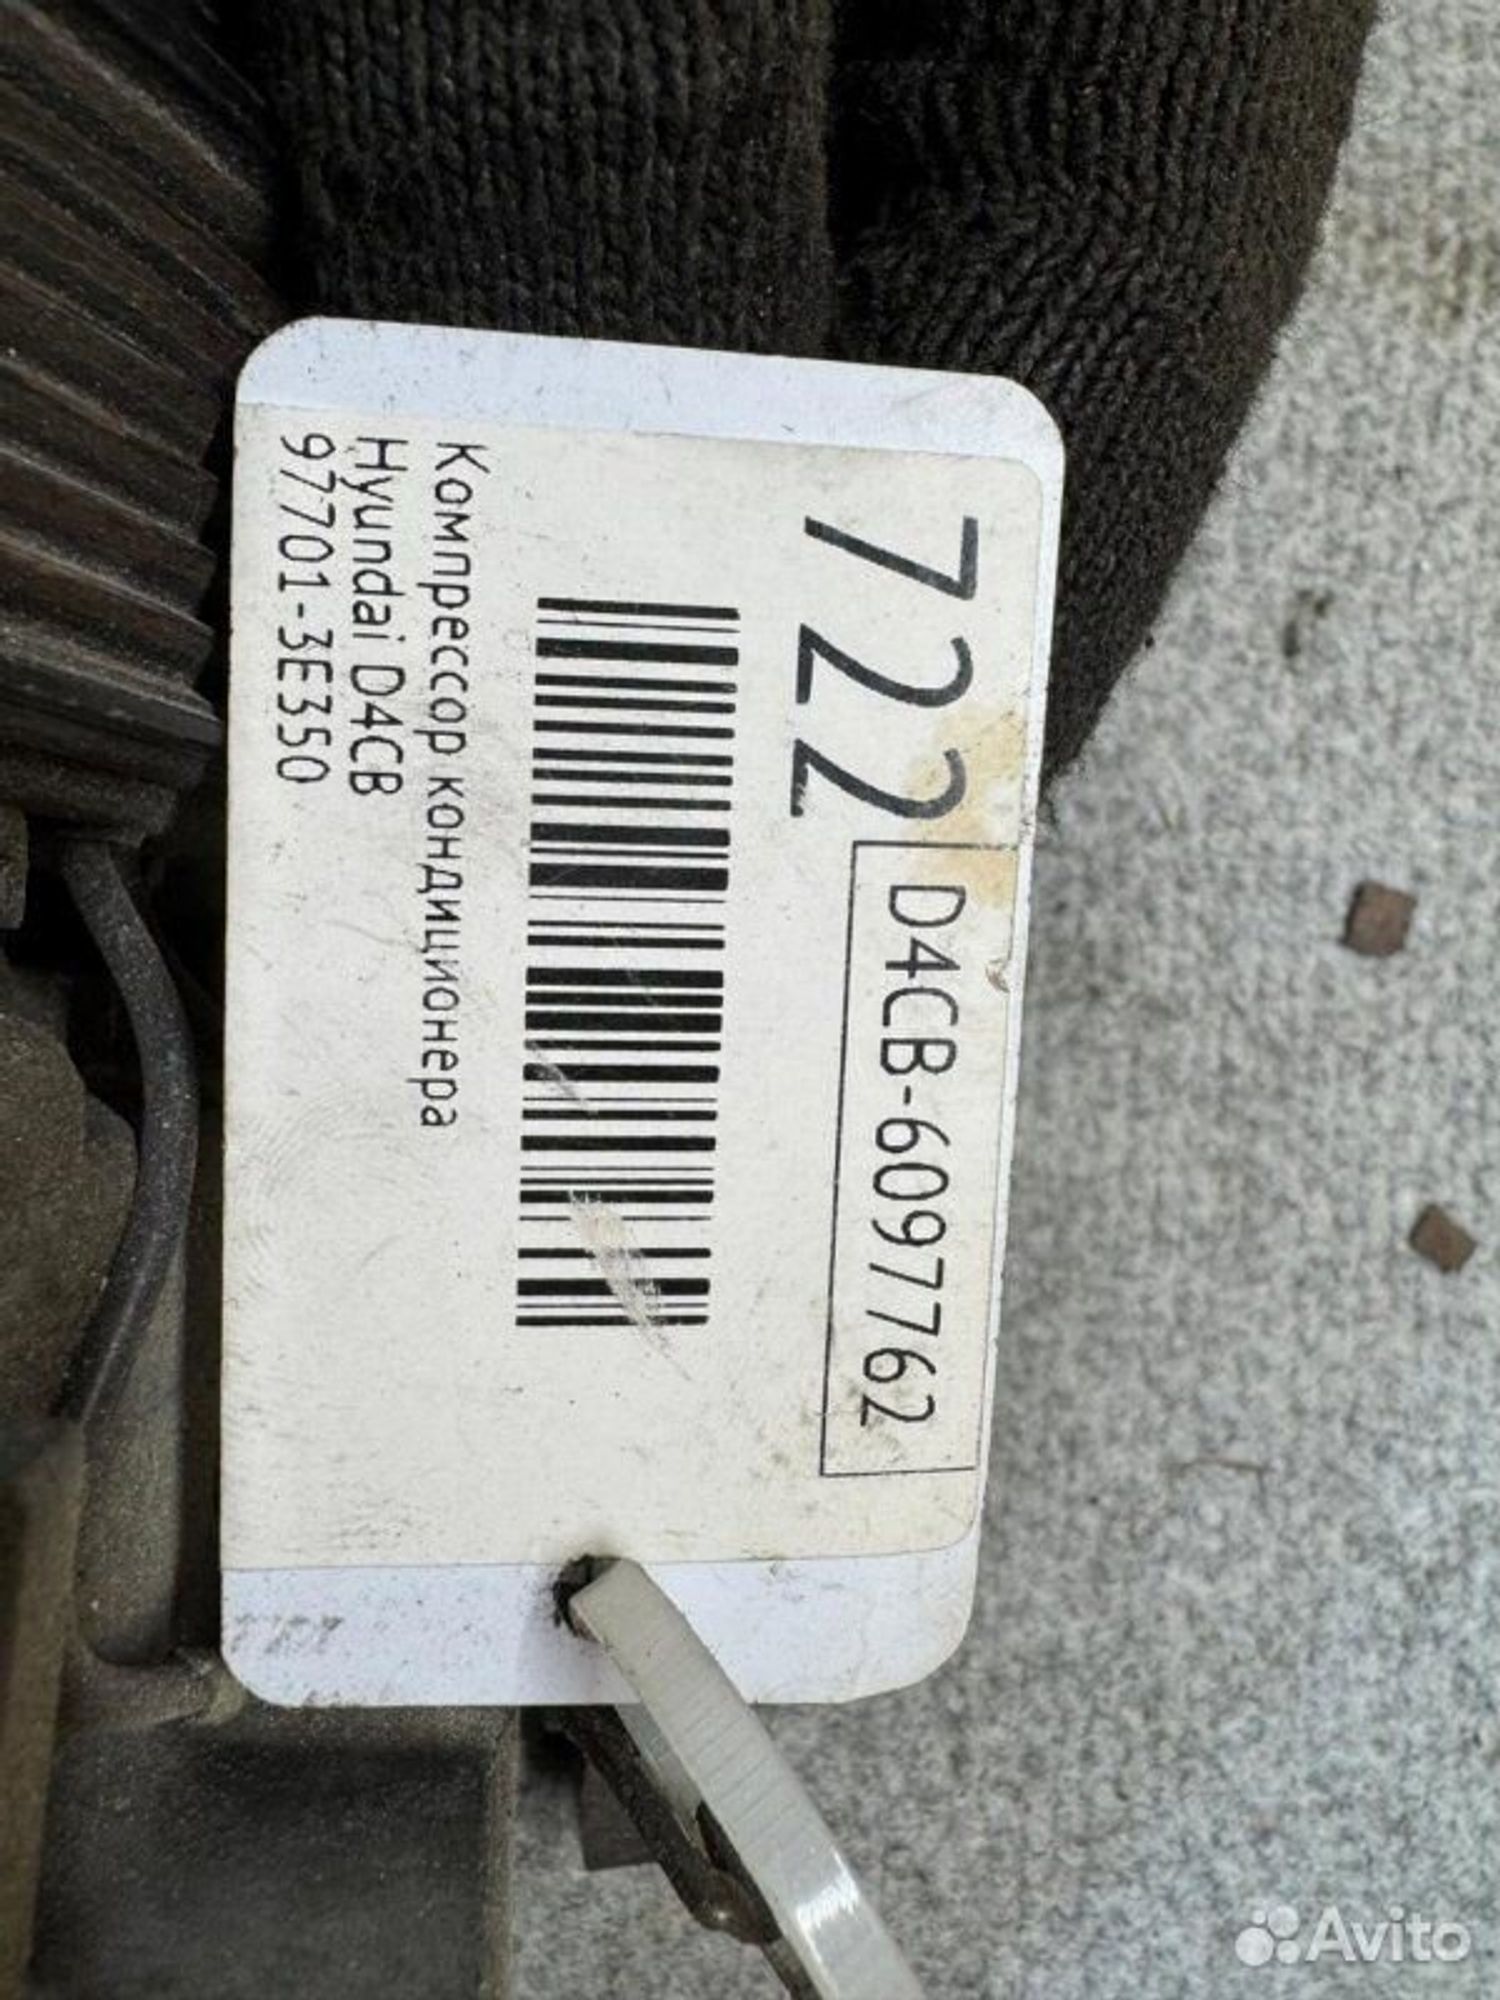 722
D4CB-6097762
Компрессор кондиционера
Hyundai D4CB
97701-3E350
Avito